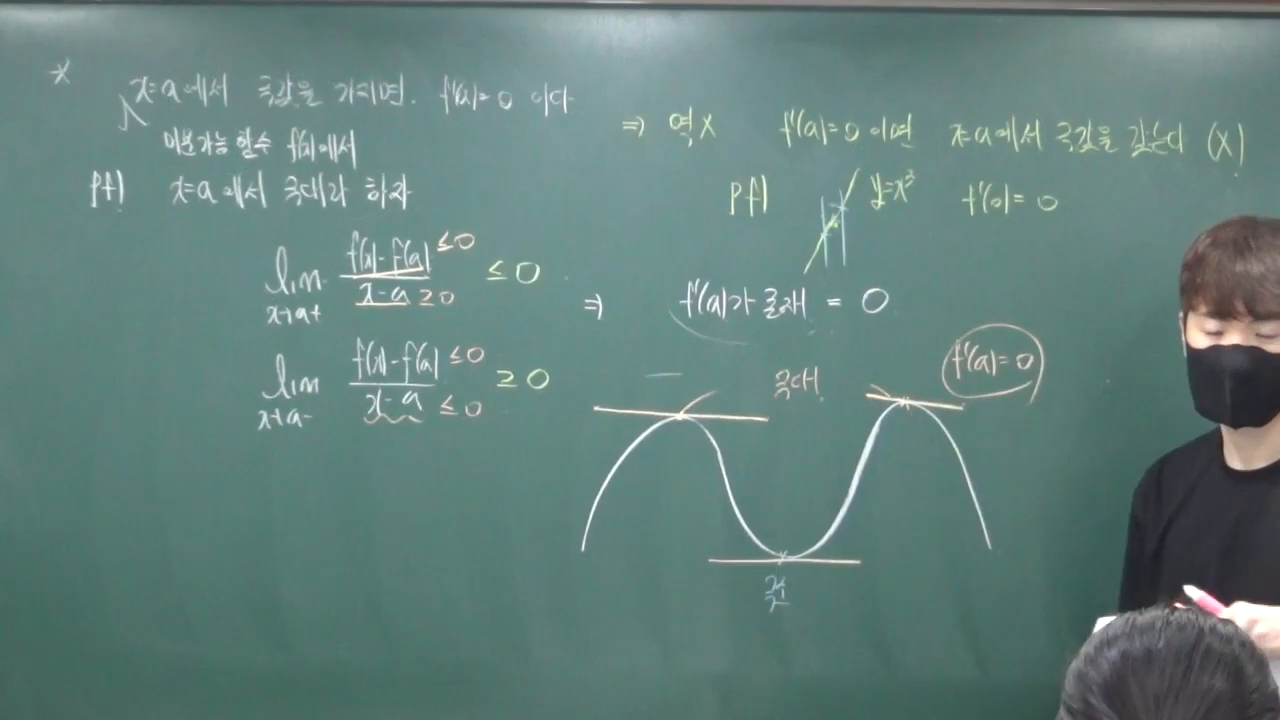 * x=a에서 극값을 가지면. f'(a)=0 이다
미분가능 함수 f(x)에서
pf) x=a 에서 극대라 하자
lim x→a+ f(x)-f(a) ≤0 / x-a ≥0 ≤ 0
lim x→a- f(x)-f(a) ≤0 / x-a ≤0 ≥ 0
⇒ 역 X f'(a)=0 이면 x=a에서 극값을 갖는다 (X)
pf) y=x³ f'(0)=0
⇒ f'(a)가 존재 = 0
극대
f'(a)=0
극소